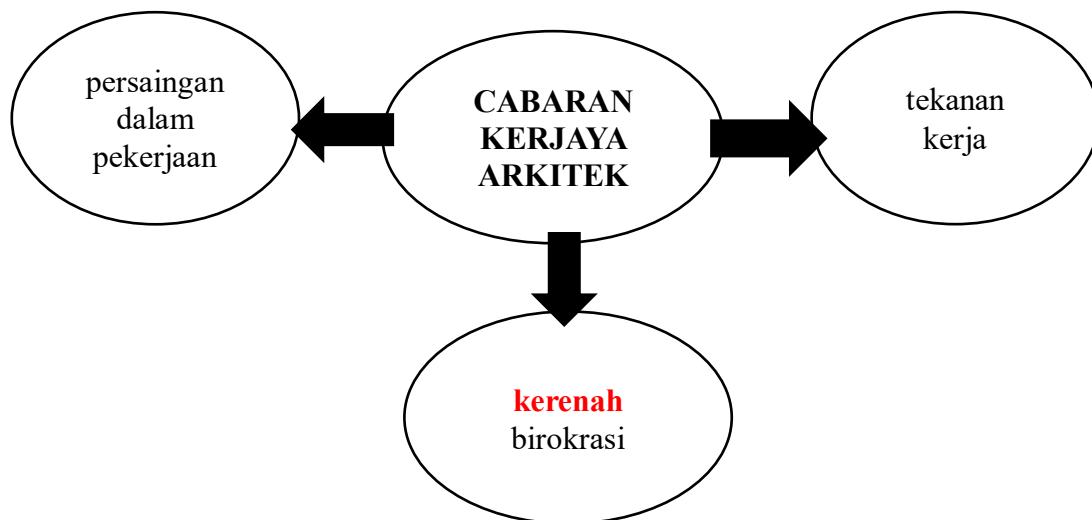 persaingan
dalam
pekerjaan
CABARAN
KERJAYA
ARKITEK
tekanan
kerja
kerenah
birokrasi